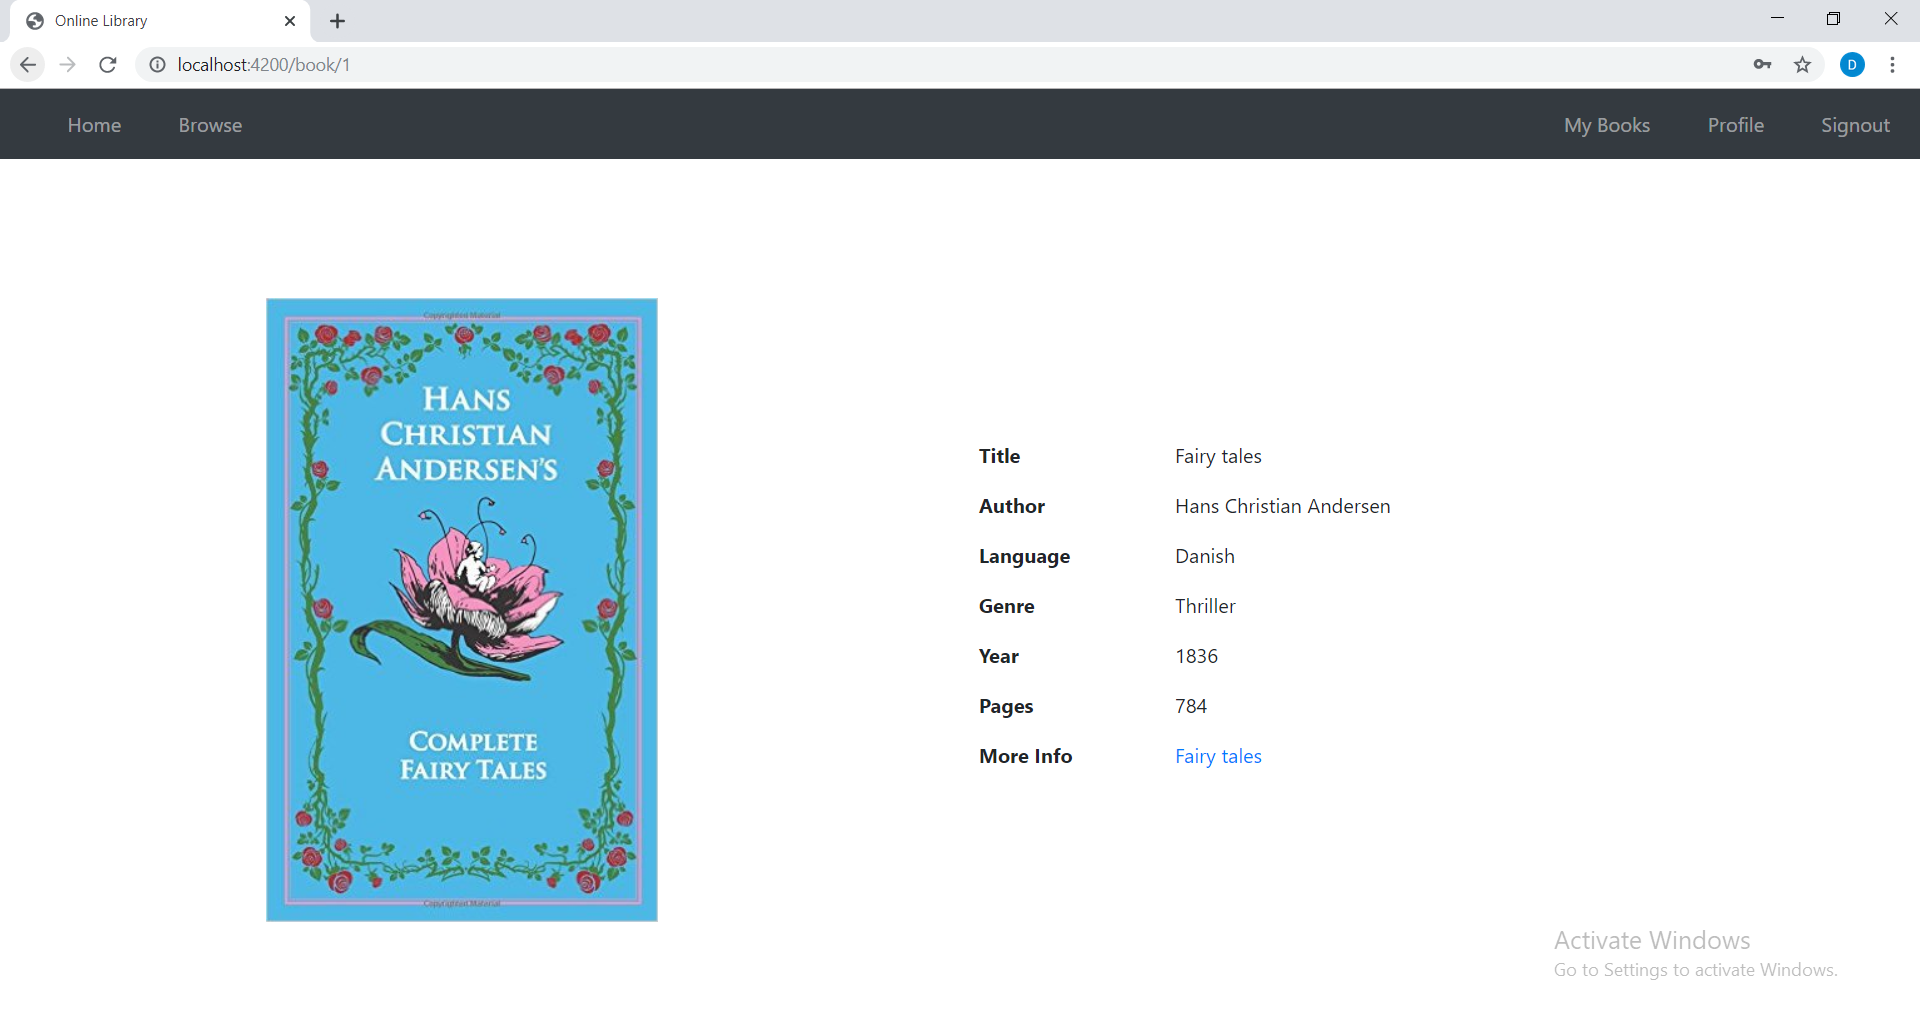 Online Library
localhost:4200/book/1
D
Home Browse My Books Profile Signout
Copyrighted Material
HANS
CHRISTIAN
ANDERSEN'S
COMPLETE
FAIRY TALES
Copyrighted Material
Title Fairy tales
Author Hans Christian Andersen
Language Danish
Genre Thriller
Year 1836
Pages 784
More Info Fairy tales
Activate Windows
Go to Settings to activate Windows.